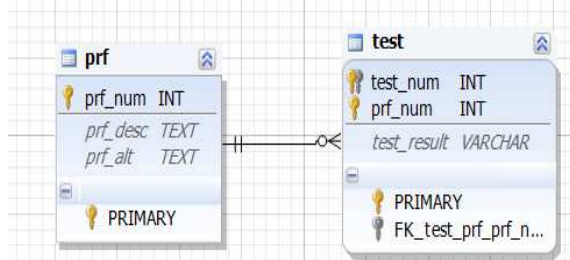 prf
prf_num INT
prf_desc TEXT
prf_alt TEXT
PRIMARY
test
test_num INT
prf_num INT
test_result VARCHAR
PRIMARY
FK_test_prf_prf_n...